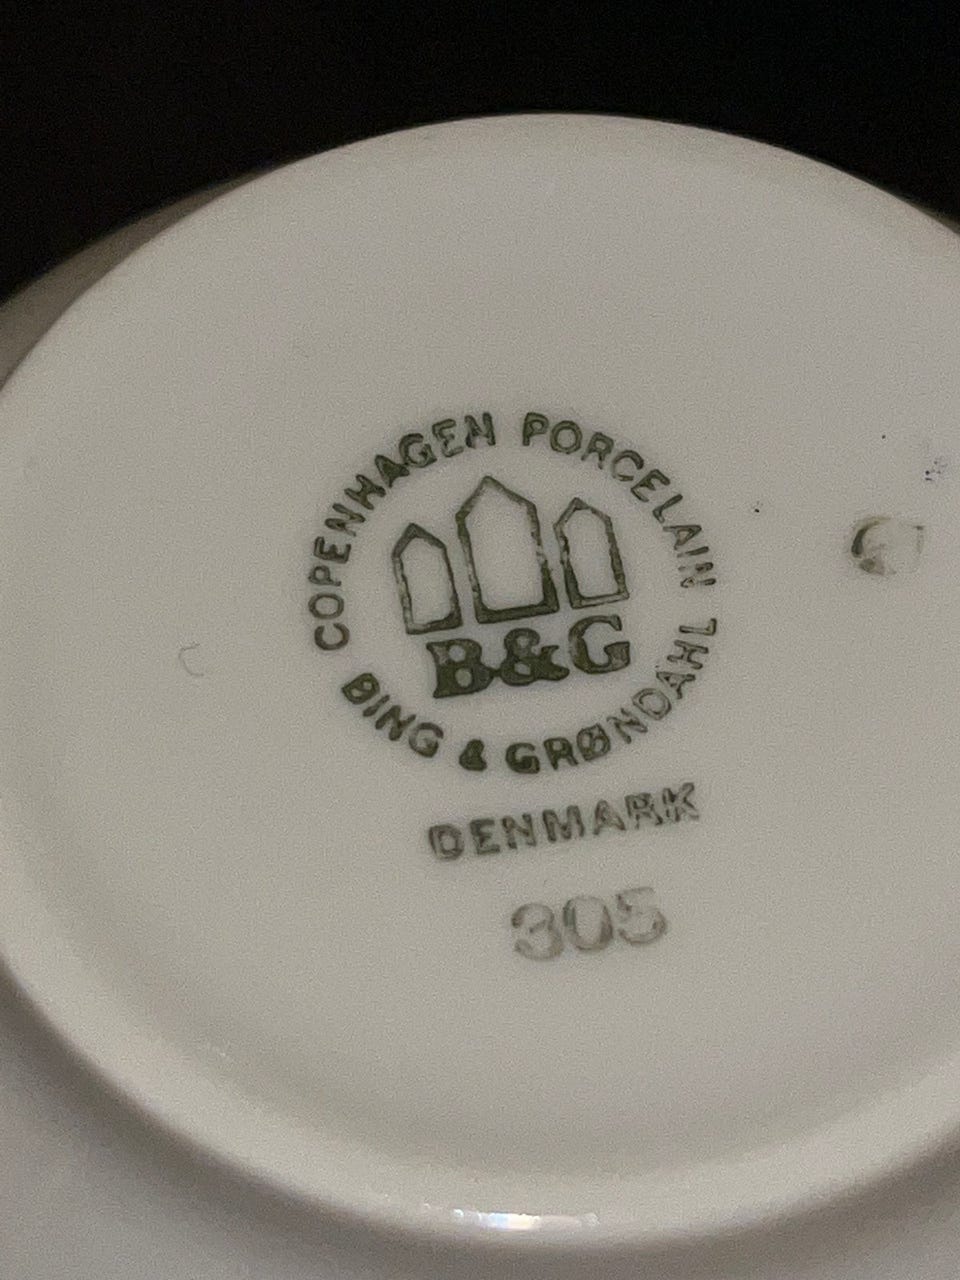 COPENHAGEN PORCELAIN
B&G
BING & GRØNDAHL
DENMARK
305